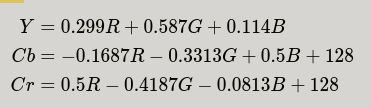 Y = 0.299R + 0.587G + 0.114B
Cb = −0.1687R − 0.3313G + 0.5B + 128
Cr = 0.5R − 0.4187G − 0.0813B + 128